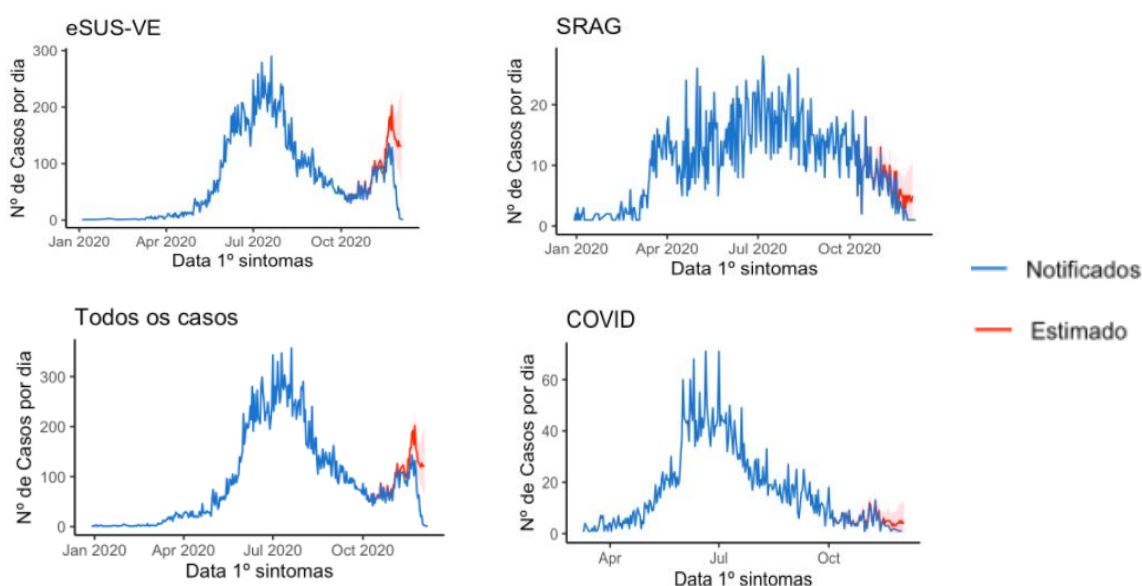 eSUS-VE
Nº de Casos por dia
300
200
100
0
Jan 2020 Apr 2020 Jul 2020 Oct 2020
Data 1º sintomas
SRAG
Nº de Casos por dia
20
10
0
Jan 2020 Apr 2020 Jul 2020 Oct 2020
Data 1º sintomas
Notificados
Estimado
Todos os casos
Nº de Casos por dia
300
200
100
0
Jan 2020 Apr 2020 Jul 2020 Oct 2020
Data 1º sintomas
COVID
Nº de Casos por dia
60
40
20
0
Apr Jul Oct
Data 1º sintomas